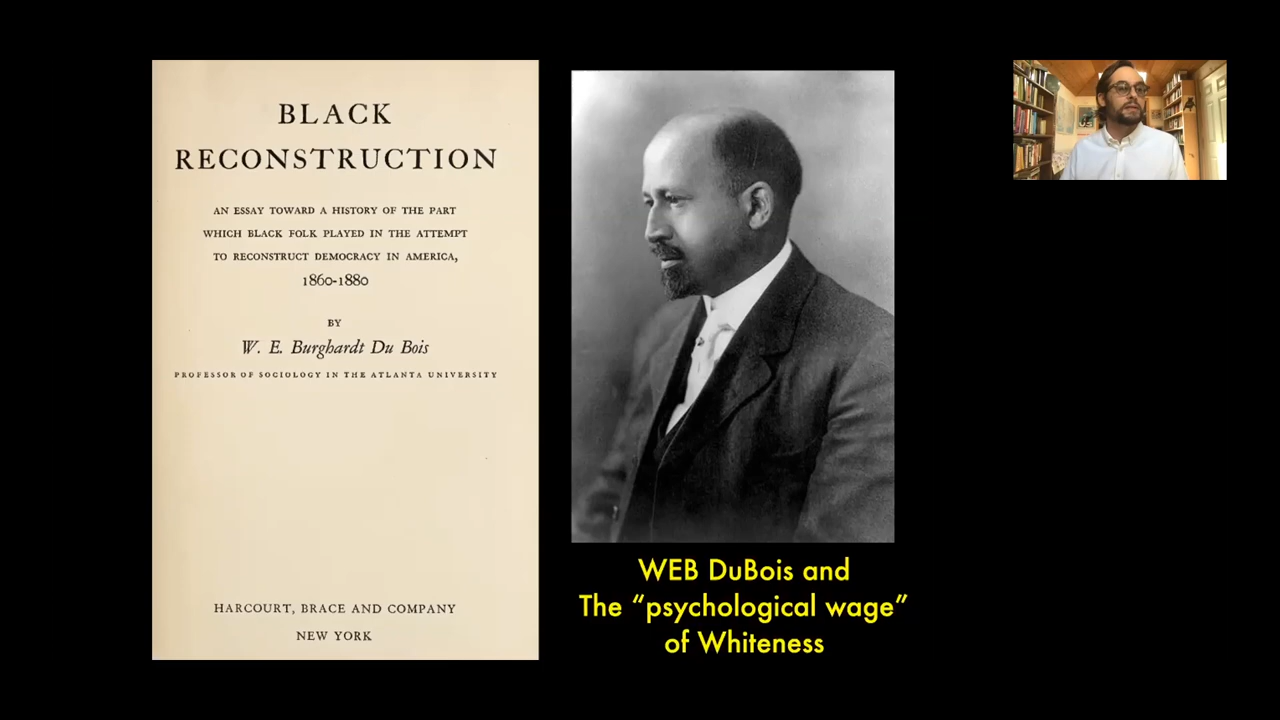 BLACK
RECONSTRUCTION
AN ESSAY TOWARD A HISTORY OF THE PART
WHICH BLACK FOLK PLAYED IN THE ATTEMPT
TO RECONSTRUCT DEMOCRACY IN AMERICA,
1860-1880
BY
W. E. Burghardt Du Bois
PROFESSOR OF SOCIOLOGY IN THE ATLANTA UNIVERSITY
HARCOURT, BRACE AND COMPANY
NEW YORK
WEB DuBois and
The “psychological wage”
of Whiteness